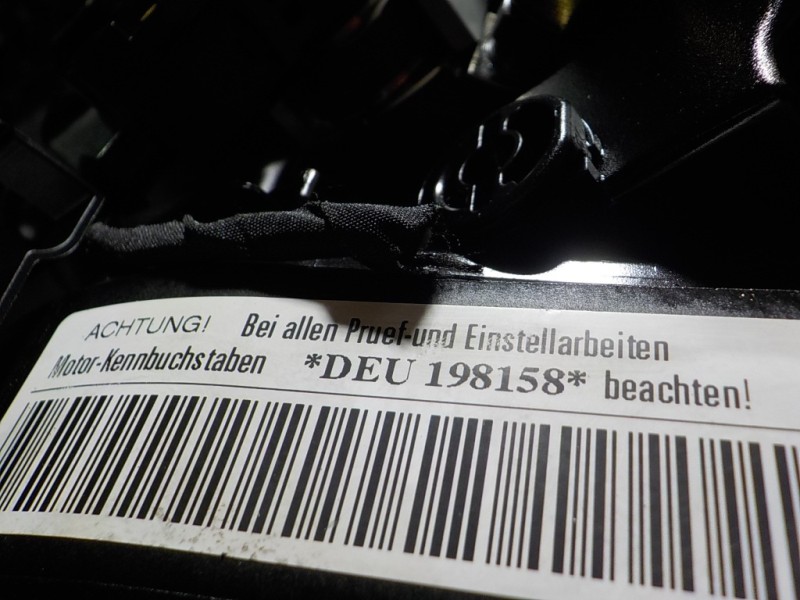 ACHTUNG! Bei allen Pruef-und Einstellarbeiten
Motor-Kennbuchstaben *DEU 198158* beachten!